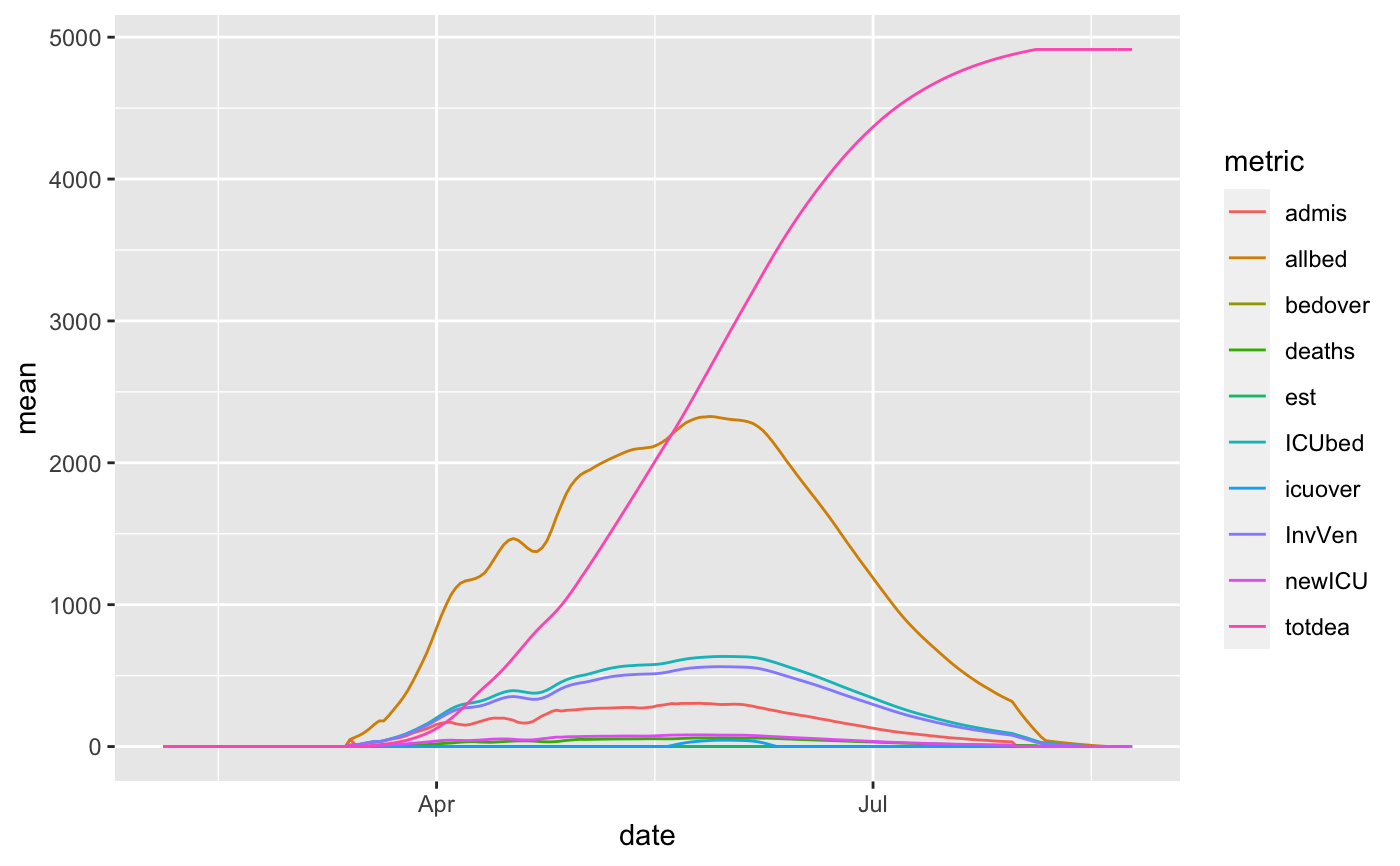 5000
4000
3000
2000
1000
0
mean
Apr
Jul
date
metric
admis
allbed
bedover
deaths
est
ICUbed
icuover
InvVen
newICU
totdea